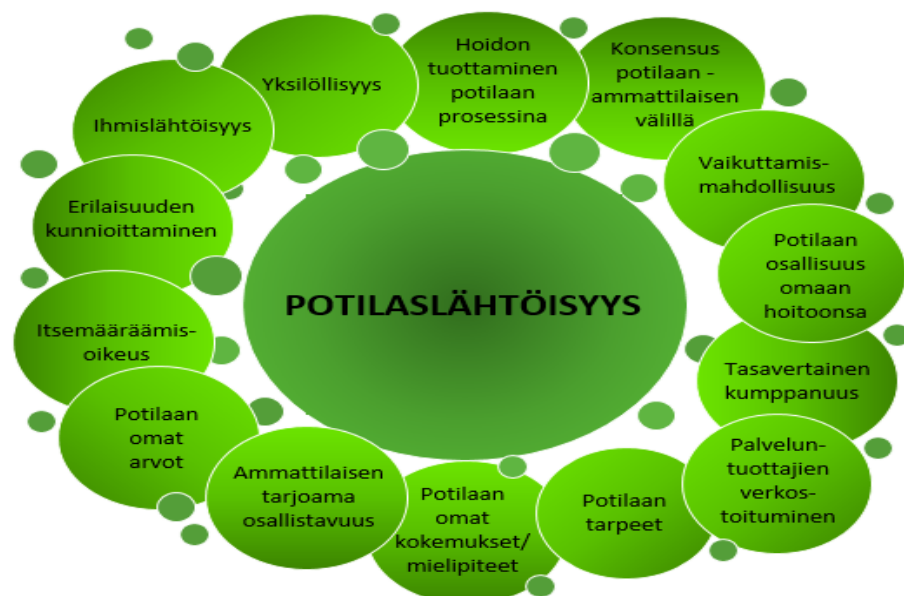 Hoidon
tuottaminen
potilaan
prosessina
Konsensus
potilaan -
ammattilaisen
välillä
Vaikuttamis-
mahdollisuus
Potilaan
osallisuus
omaan
hoitoonsa
Tasavertainen
kumppanuus
Palvelun-
tuottajien
verkos-
toituminen
Potilaan
tarpeet
Potilaan
omat
kokemukset/
mielipiteet
Ammattilaisen
tarjoama
osallistavuus
Potilaan
omat
arvot
Itsemääräämis-
oikeus
Erilaisuuden
kunnioittaminen
Ihmislähtöisyys
Yksilöllisyys
POTILASLÄHTÖISYYS